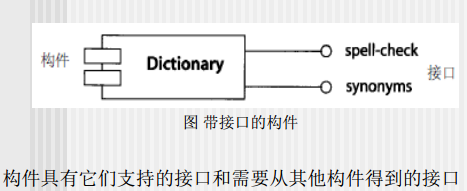 构件
Dictionary
spell-check
接口
synonyms
图 带接口的构件
构件具有它们支持的接口和需要从其他构件得到的接口